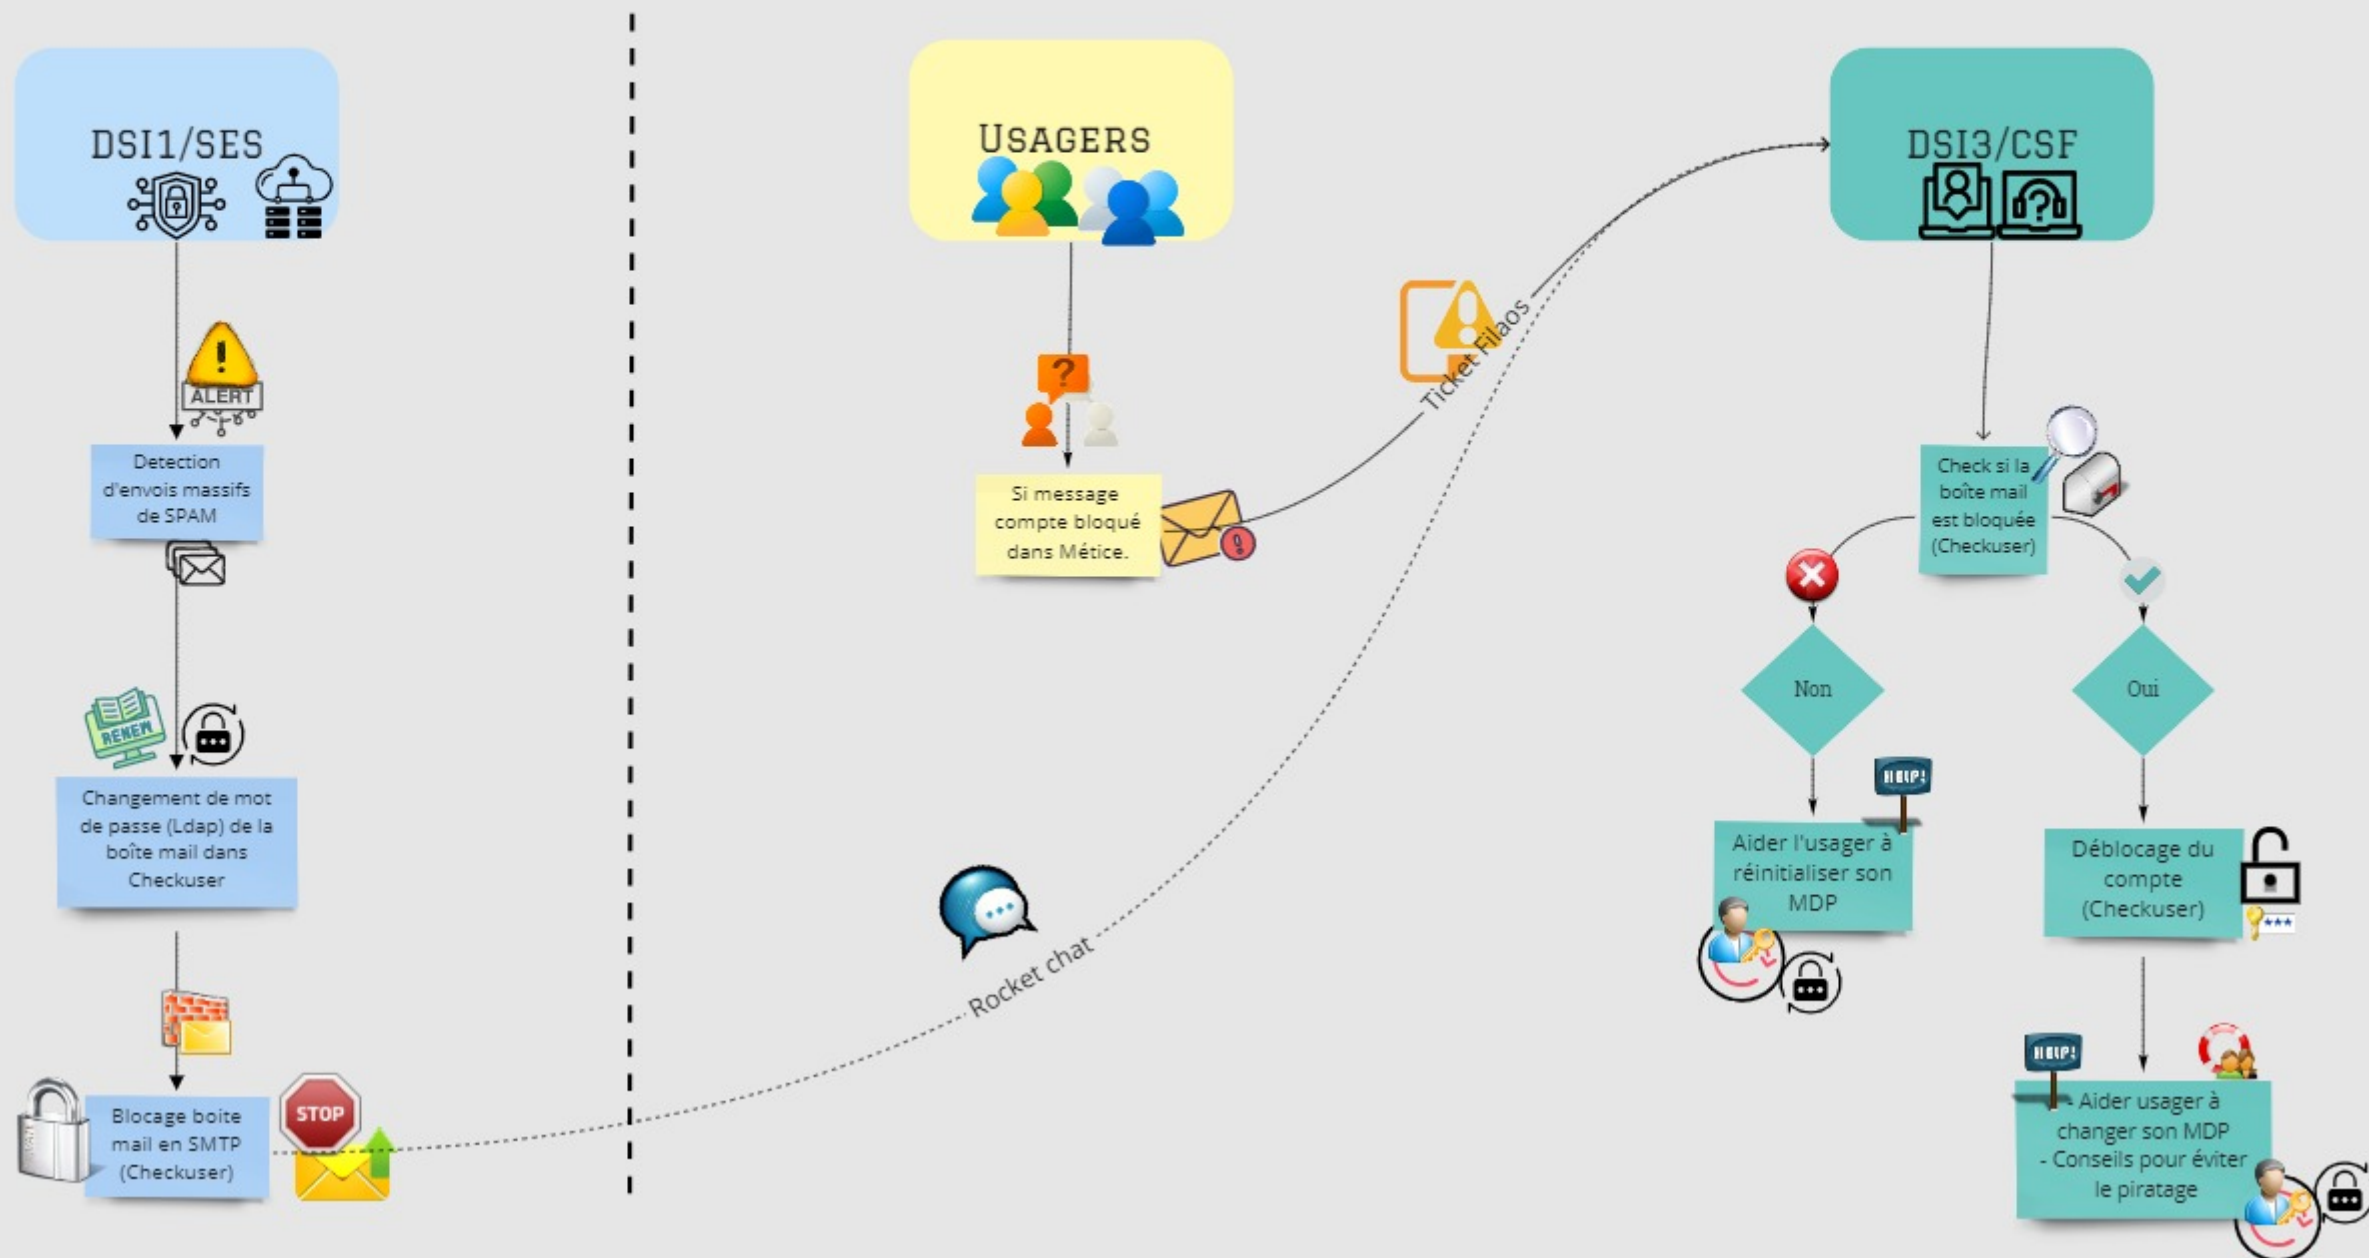 DSI1/SES
ALERT
Detection
d'envois massifs
de SPAM
RENEW
Changement de mot
de passe (Ldap) de la
boîte mail dans
Checkuser
Blocage boite
mail en SMTP
(Checkuser)
STOP
USAGERS
?
Si message
compte bloqué
dans Métice.
Ticket Filaos
Rocket chat
DSI3/CSF
?
Check si la
boîte mail
est bloquée
(Checkuser)
Non
Oui
HELP!
Aider l'usager à
réinitialiser son
MDP
Déblocage du
compte
(Checkuser)
***
HELP!
- Aider usager à
changer son MDP
- Conseils pour éviter
le piratage